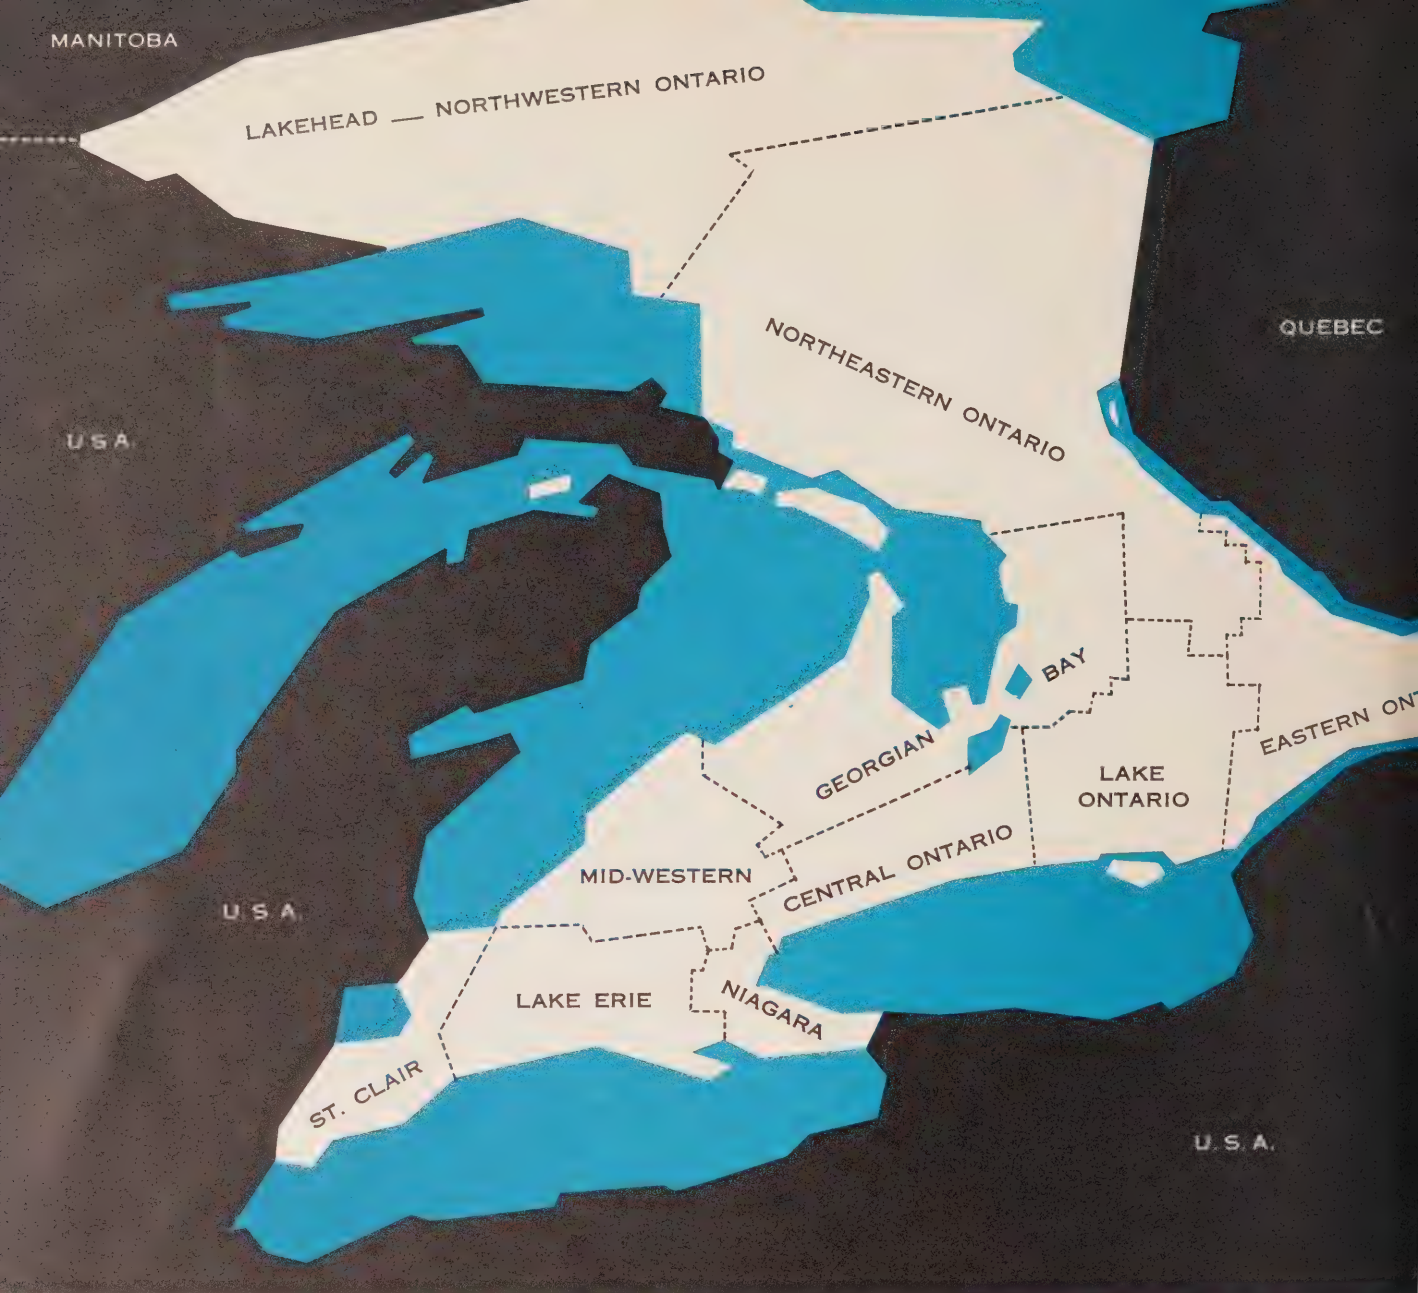 MANITOBA
LAKEHEAD — NORTHWESTERN ONTARIO
QUEBEC
NORTHEASTERN ONTARIO
U S A
BAY
EASTERN ONT
GEORGIAN
LAKE
ONTARIO
CENTRAL ONTARIO
MID-WESTERN
U. S. A.
LAKE ERIE
NIAGARA
ST. CLAIR
U. S. A.